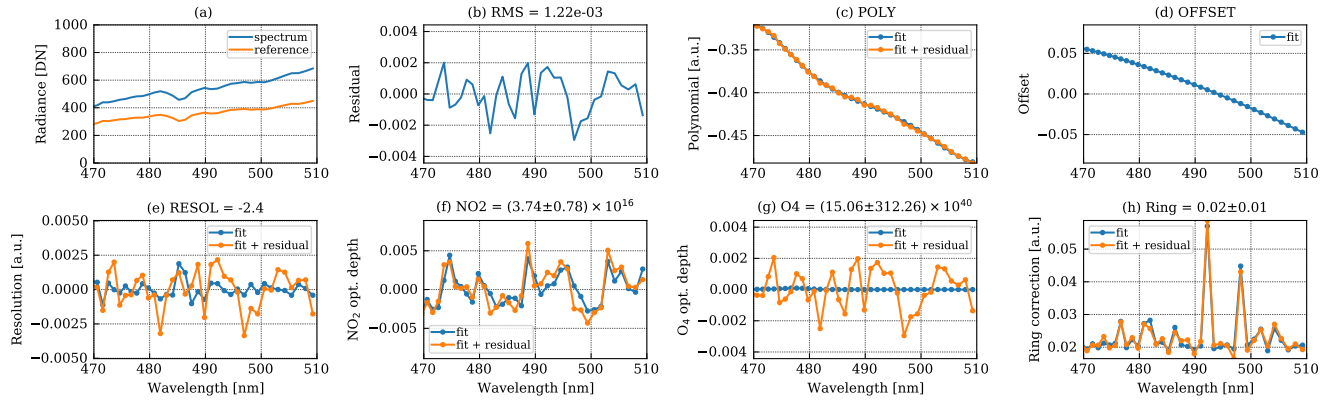 (a)
Radiance [DN]
1000
800
600
400
200
0
spectrum
reference
470 480 490 500 510
(b) RMS = 1.22e-03
Residual
0.004
0.002
0.000
−0.002
−0.004
470 480 490 500 510
(c) POLY
Polynomial [a.u.]
−0.35
−0.40
−0.45
fit
fit + residual
470 480 490 500 510
(d) OFFSET
Offset
0.05
0.00
−0.05
fit
470 480 490 500 510
(e) RESOL = -2.4
Resolution [a.u.]
0.0050
0.0025
0.0000
−0.0025
−0.0050
fit
fit + residual
470 480 490 500 510
Wavelength [nm]
(f) NO2 = (3.74±0.78) × 10¹⁶
NO₂ opt. depth
0.005
0.000
−0.005
fit
fit + residual
470 480 490 500 510
Wavelength [nm]
(g) O4 = (15.06±312.26) × 10⁴⁰
O₄ opt. depth
0.004
0.002
0.000
−0.002
−0.004
fit
fit + residual
470 480 490 500 510
Wavelength [nm]
(h) Ring = 0.02±0.01
Ring correction [a.u.]
0.05
0.04
0.03
0.02
fit
fit + residual
470 480 490 500 510
Wavelength [nm]